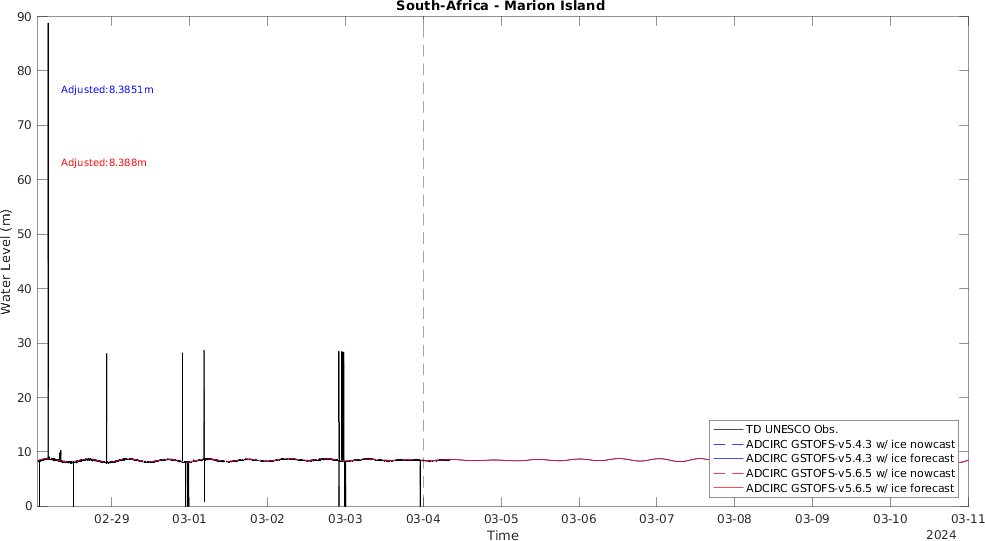 South-Africa - Marion Island
90
80
70
60
50
40
30
20
10
0
Water Level (m)
Adjusted:8.3851m
Adjusted:8.388m
TD UNESCO Obs.
ADCIRC GSTOFS-v5.4.3 w/ ice nowcast
ADCIRC GSTOFS-v5.4.3 w/ ice forecast
ADCIRC GSTOFS-v5.6.5 w/ ice nowcast
ADCIRC GSTOFS-v5.6.5 w/ ice forecast
02-29 03-01 03-02 03-03 03-04 03-05 03-06 03-07 03-08 03-09 03-10 03-11
Time
2024